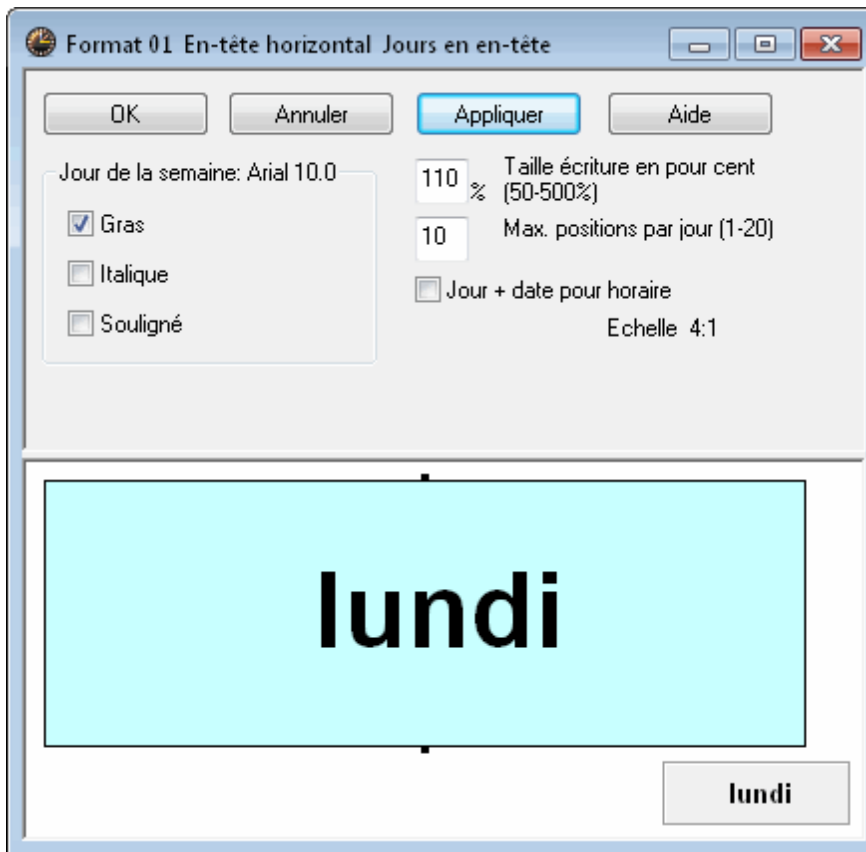 Format 01 En-tête horizontal Jours en en-tête
OK Annuler Appliquer Aide
Jour de la semaine: Arial 10.0
Gras
Italique
Souligné
110 % Taille écriture en pour cent
(50-500%)
10 Max. positions par jour (1-20)
Jour + date pour horaire
Echelle 4:1
lundi
lundi